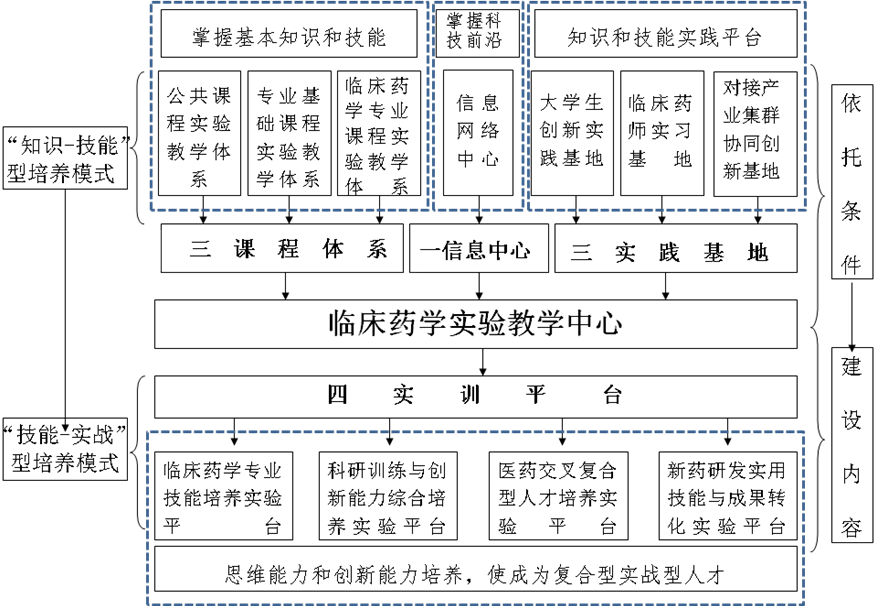 掌握基本知识和技能
掌握科
技前沿
知识和技能实践平台
公共课
程实验
教学体
系
专业基
础课程
实验教
学体系
临床药
学专业
课程实
验教学
体系
信息
网络
中心
大学生
创新实
践基地
临床药
师实习
基地
对接产
业集群
协同创
新基地
“知识-技能”
型培养模式
依
托
条
件
三课程体系
一信息中心
三实践基地
临床药学实验教学中心
四实训平台
建
设
内
容
“技能-实战”
型培养模式
临床药学专业
技能培养实验
平台
科研训练与创
新能力综合培
养实验平台
医药交叉复合
型人才培养实
验平台
新药研发实用
技能与成果转
化实验平台
思维能力和创新能力培养，使成为复合型实战型人才